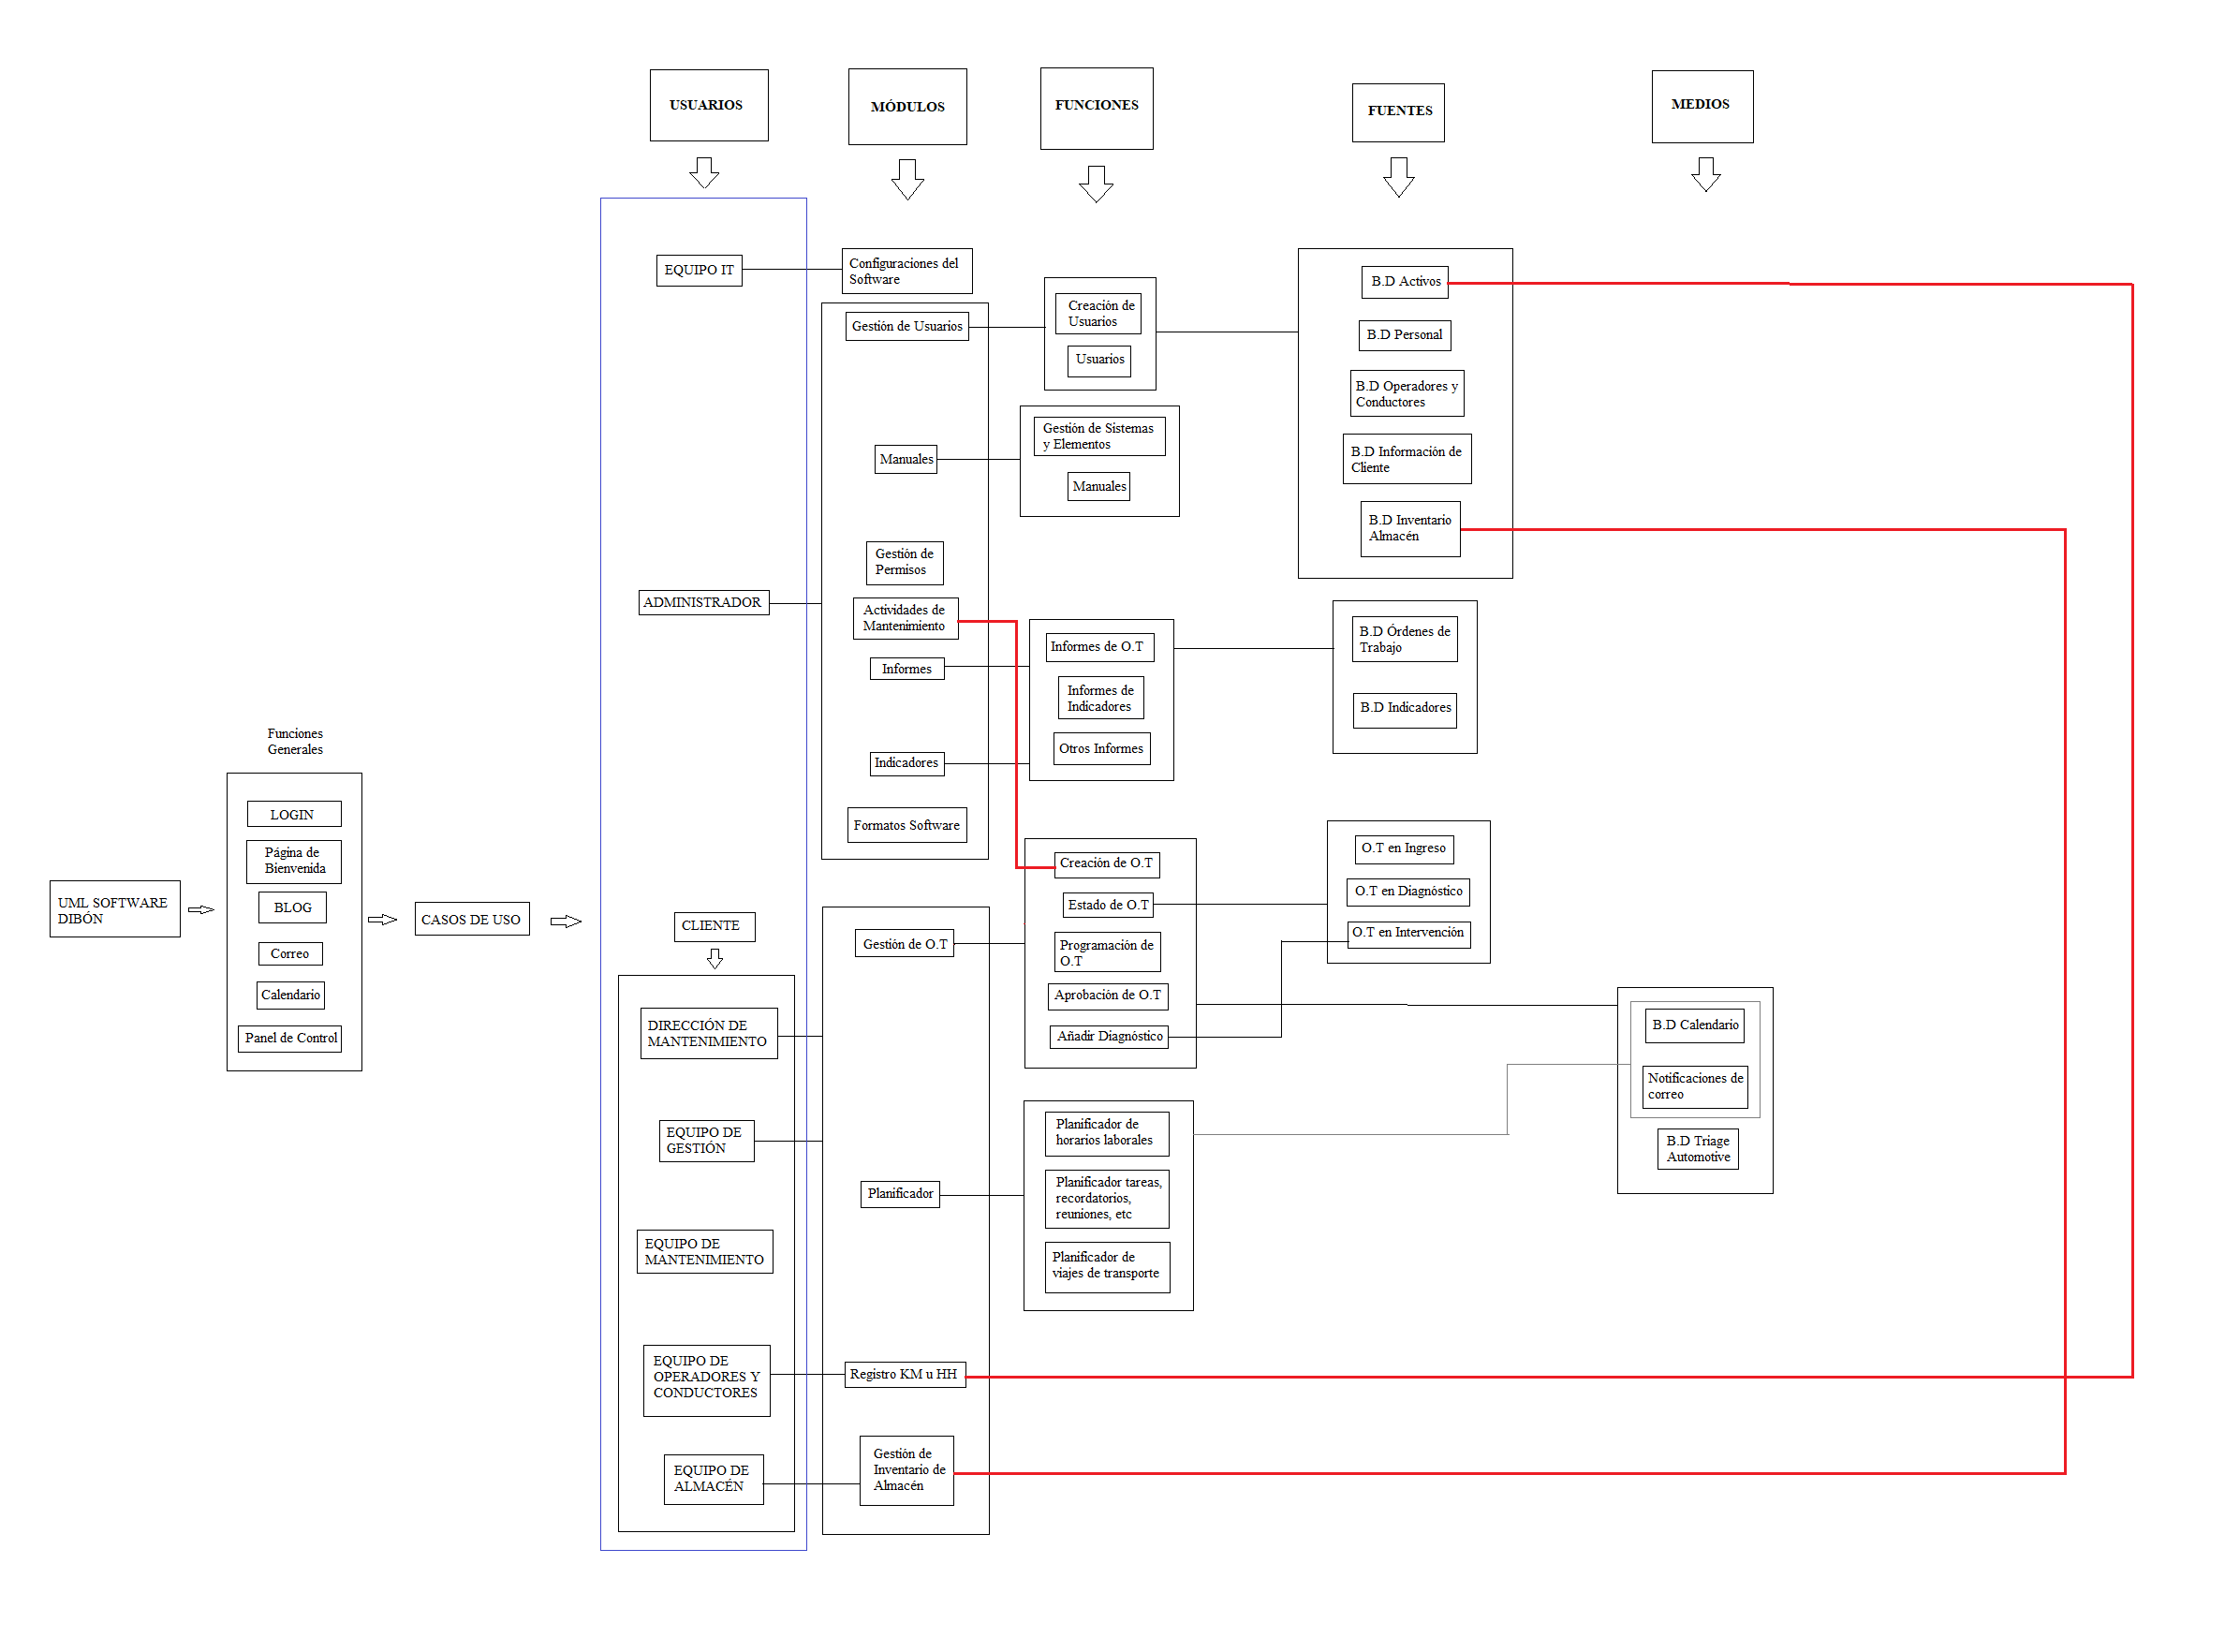 USUARIOS
MÓDULOS
FUNCIONES
FUENTES
MEDIOS
UML SOFTWARE
DIBÓN
Funciones
Generales
LOGIN
Página de
Bienvenida
BLOG
Correo
Calendario
Panel de Control
CASOS DE USO
EQUIPO IT
ADMINISTRADOR
CLIENTE
DIRECCIÓN DE
MANTENIMIENTO
EQUIPO DE
GESTIÓN
EQUIPO DE
MANTENIMIENTO
EQUIPO DE
OPERADORES Y
CONDUCTORES
EQUIPO DE
ALMACÉN
Configuraciones del
Software
Gestión de Usuarios
Manuales
Gestión de
Permisos
Actividades de
Mantenimiento
Informes
Indicadores
Formatos Software
Gestión de O.T
Planificador
Registro KM u HH
Gestión de
Inventario de
Almacén
Creación de
Usuarios
Usuarios
Gestión de Sistemas
y Elementos
Manuales
Informes de O.T
Informes de
Indicadores
Otros Informes
Creación de O.T
Estado de O.T
Programación de
O.T
Aprobación de O.T
Añadir Diagnóstico
Planificador de
horarios laborales
Planificador tareas,
recordatorios,
reuniones, etc
Planificador de
viajes de transporte
B.D Activos
B.D Personal
B.D Operadores y
Conductores
B.D Información de
Cliente
B.D Inventario
Almacén
B.D Órdenes de
Trabajo
B.D Indicadores
O.T en Ingreso
O.T en Diagnóstico
O.T en Intervención
B.D Calendario
Notificaciones de
correo
B.D Triage
Automotive